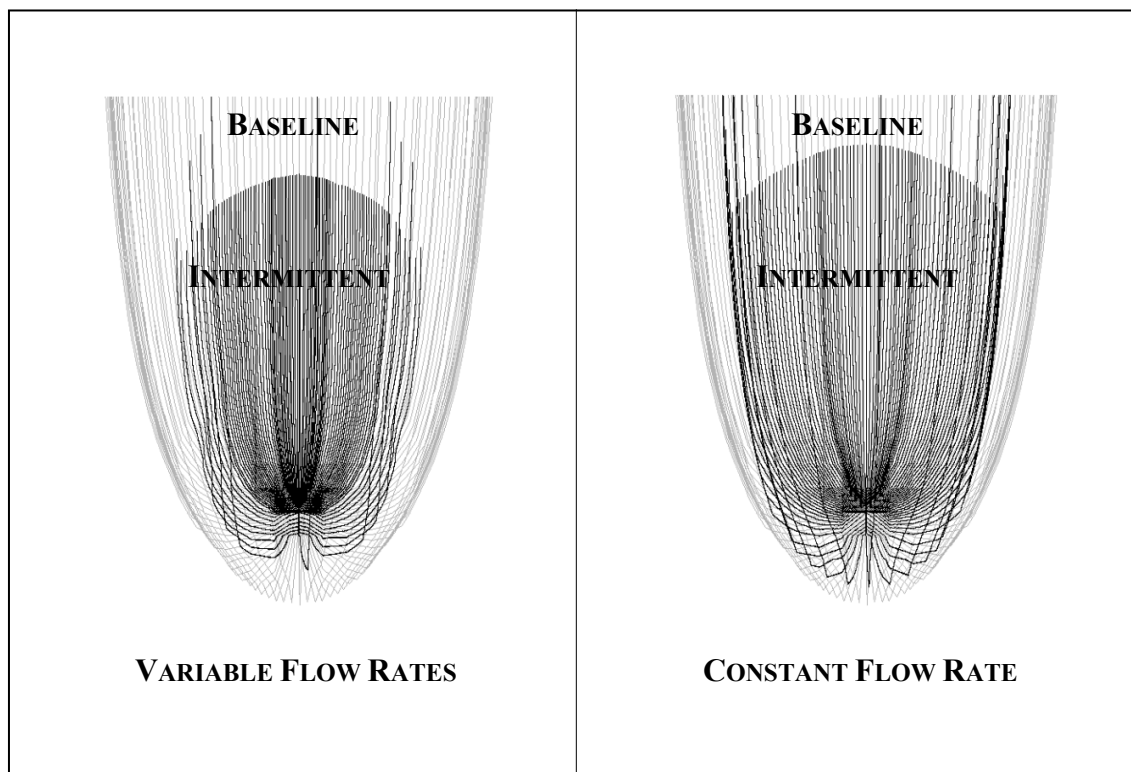 BASELINE
INTERMITTENT
VARIABLE FLOW RATES
BASELINE
INTERMITTENT
CONSTANT FLOW RATE